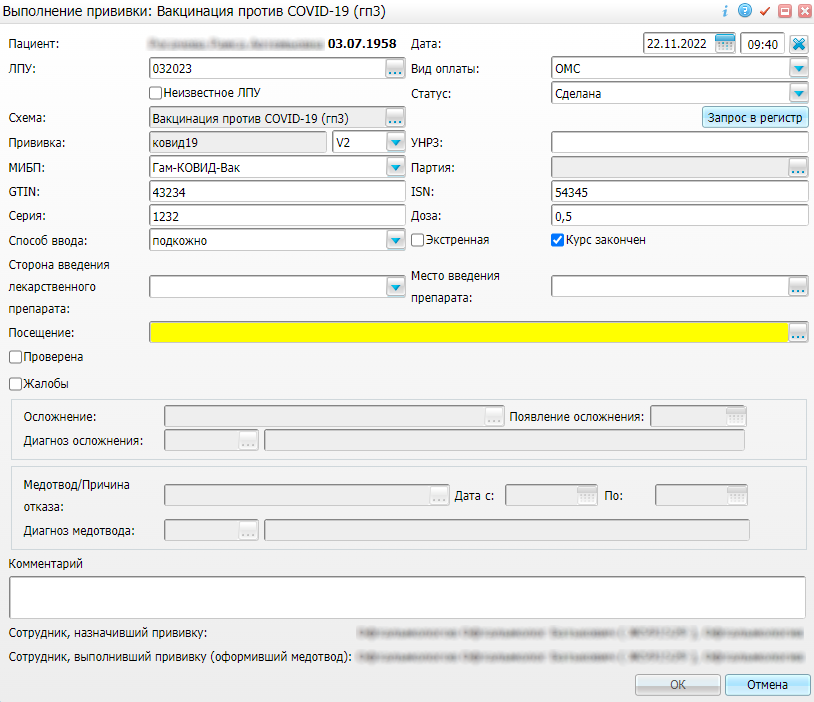 Выполнение прививки: Вакцинация против COVID-19 (гп3)
Пациент: 03.07.1958 Дата: 22.11.2022 09:40
ЛПУ: 032023 ... Вид оплаты: ОМС
Неизвестное ЛПУ Статус: Сделана
Схема: Вакцинация против COVID-19 (гп3) ... Запрос в регистр
Прививка: ковид19 V2 УНРЗ:
МИБП: Гам-КОВИД-Вак Партия: ...
GTIN: 43234 ISN: 54345
Серия: 1232 Доза: 0,5
Способ ввода: подкожно Экстренная Курс закончен
Сторона введения
лекарственного
препарата:
Место введения
препарата: ...
Посещение: ...
Проверена
Жалобы
Осложнение: ... Появление осложнения:
Диагноз осложнения: ...
Медотвод/Причина
отказа: ... Дата с: По:
Диагноз медотвода: ...
Комментарий
Сотрудник, назначивший прививку:
Сотрудник, выполнивший прививку (оформивший медотвод):
ОК Отмена